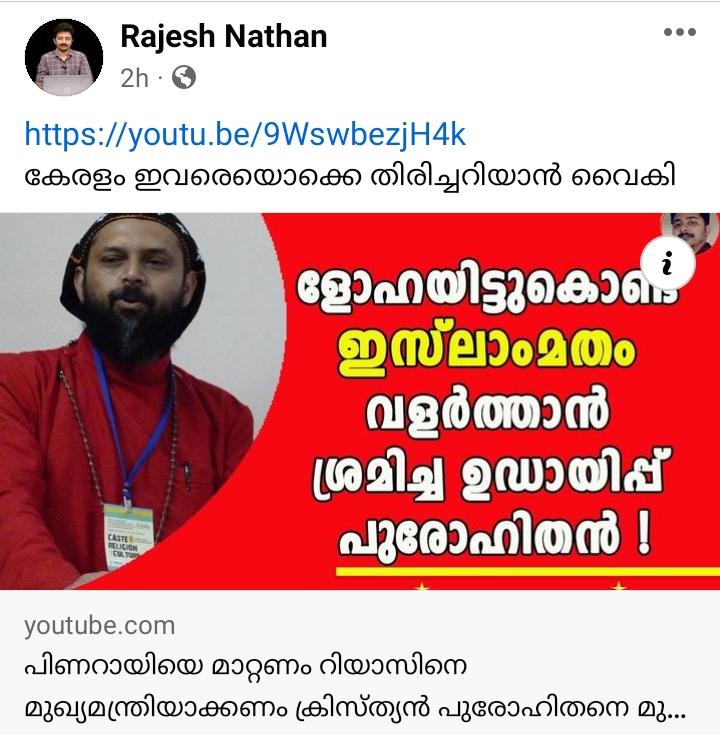 Rajesh Nathan
2h ·
https://youtu.be/9WswbezjH4k
കേരളം ഇവരെയൊക്കെ തിരിച്ചറിയാൻ വൈകി
ളോഹയിട്ടുകൊണ്ട്
ഇസ്‌ലാംമതം
വളർത്താൻ
ശ്രമിച്ച ഉഡായിപ്പ്
പുരോഹിതൻ !
CASTE
RELIGION
CULTURE
youtube.com
പിണറായിയെ മാറ്റണം റിയാസിനെ
മുഖ്യമന്ത്രിയാക്കണം ക്രിസ്ത്യൻ പുരോഹിതനെ മു...